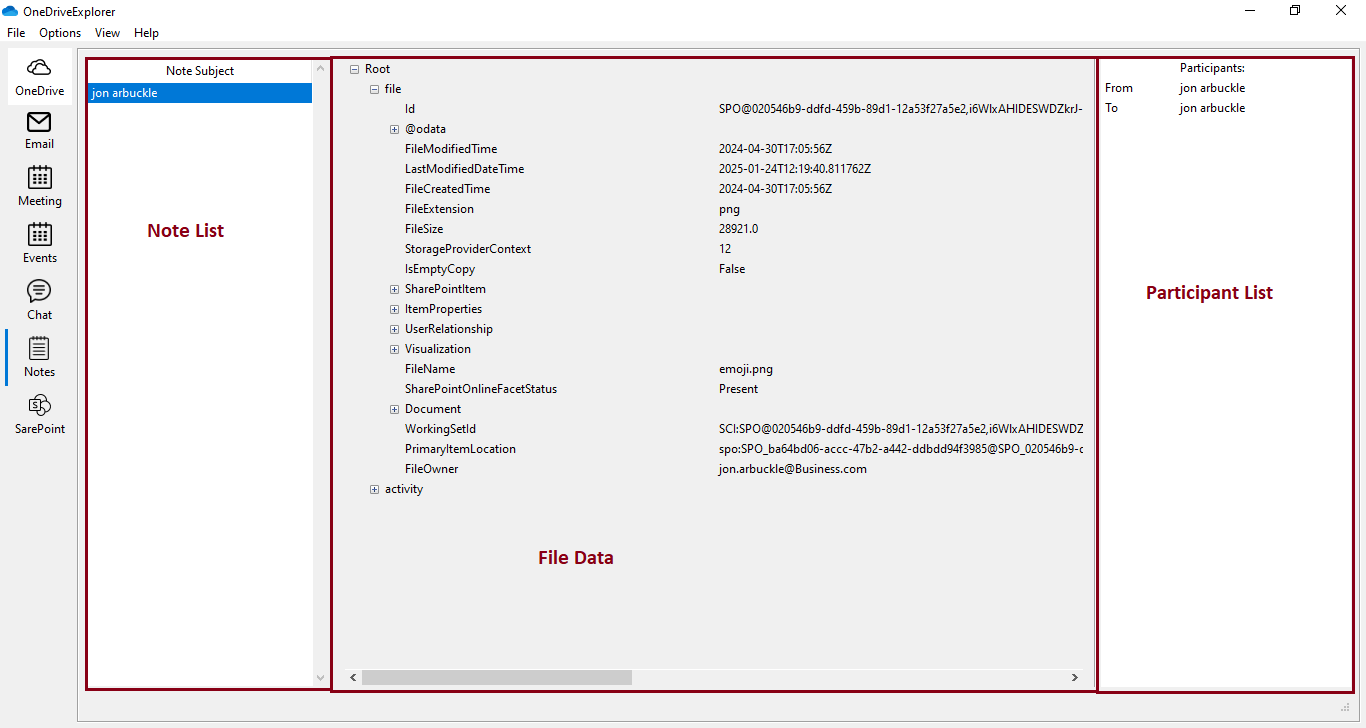 OneDriveExplorer
File Options View Help
OneDrive
Email
Meeting
Events
Chat
Notes
SarePoint
Note Subject
jon arbuckle
Note List
Root
file
Id SPO@020546b9-ddfd-459b-89d1-12a53f27a5e2,i6WIxAHIDESWDZkrJ-
@odata
FileModifiedTime 2024-04-30T17:05:56Z
LastModifiedDateTime 2025-01-24T12:19:40.811762Z
FileCreatedTime 2024-04-30T17:05:56Z
FileExtension png
FileSize 28921.0
StorageProviderContext 12
IsEmptyCopy False
SharePointItem
ItemProperties
UserRelationship
Visualization
FileName emoji.png
SharePointOnlineFacetStatus Present
Document
WorkingSetId SCI:SPO@020546b9-ddfd-459b-89d1-12a53f27a5e2,i6WIxAHIDESWDZ
PrimaryItemLocation spo:SPO_ba64bd06-accc-47b2-a442-ddbdd94f3985@SPO_020546b9-d
FileOwner jon.arbuckle@Business.com
activity
File Data
Participants:
From jon arbuckle
To jon arbuckle
Participant List